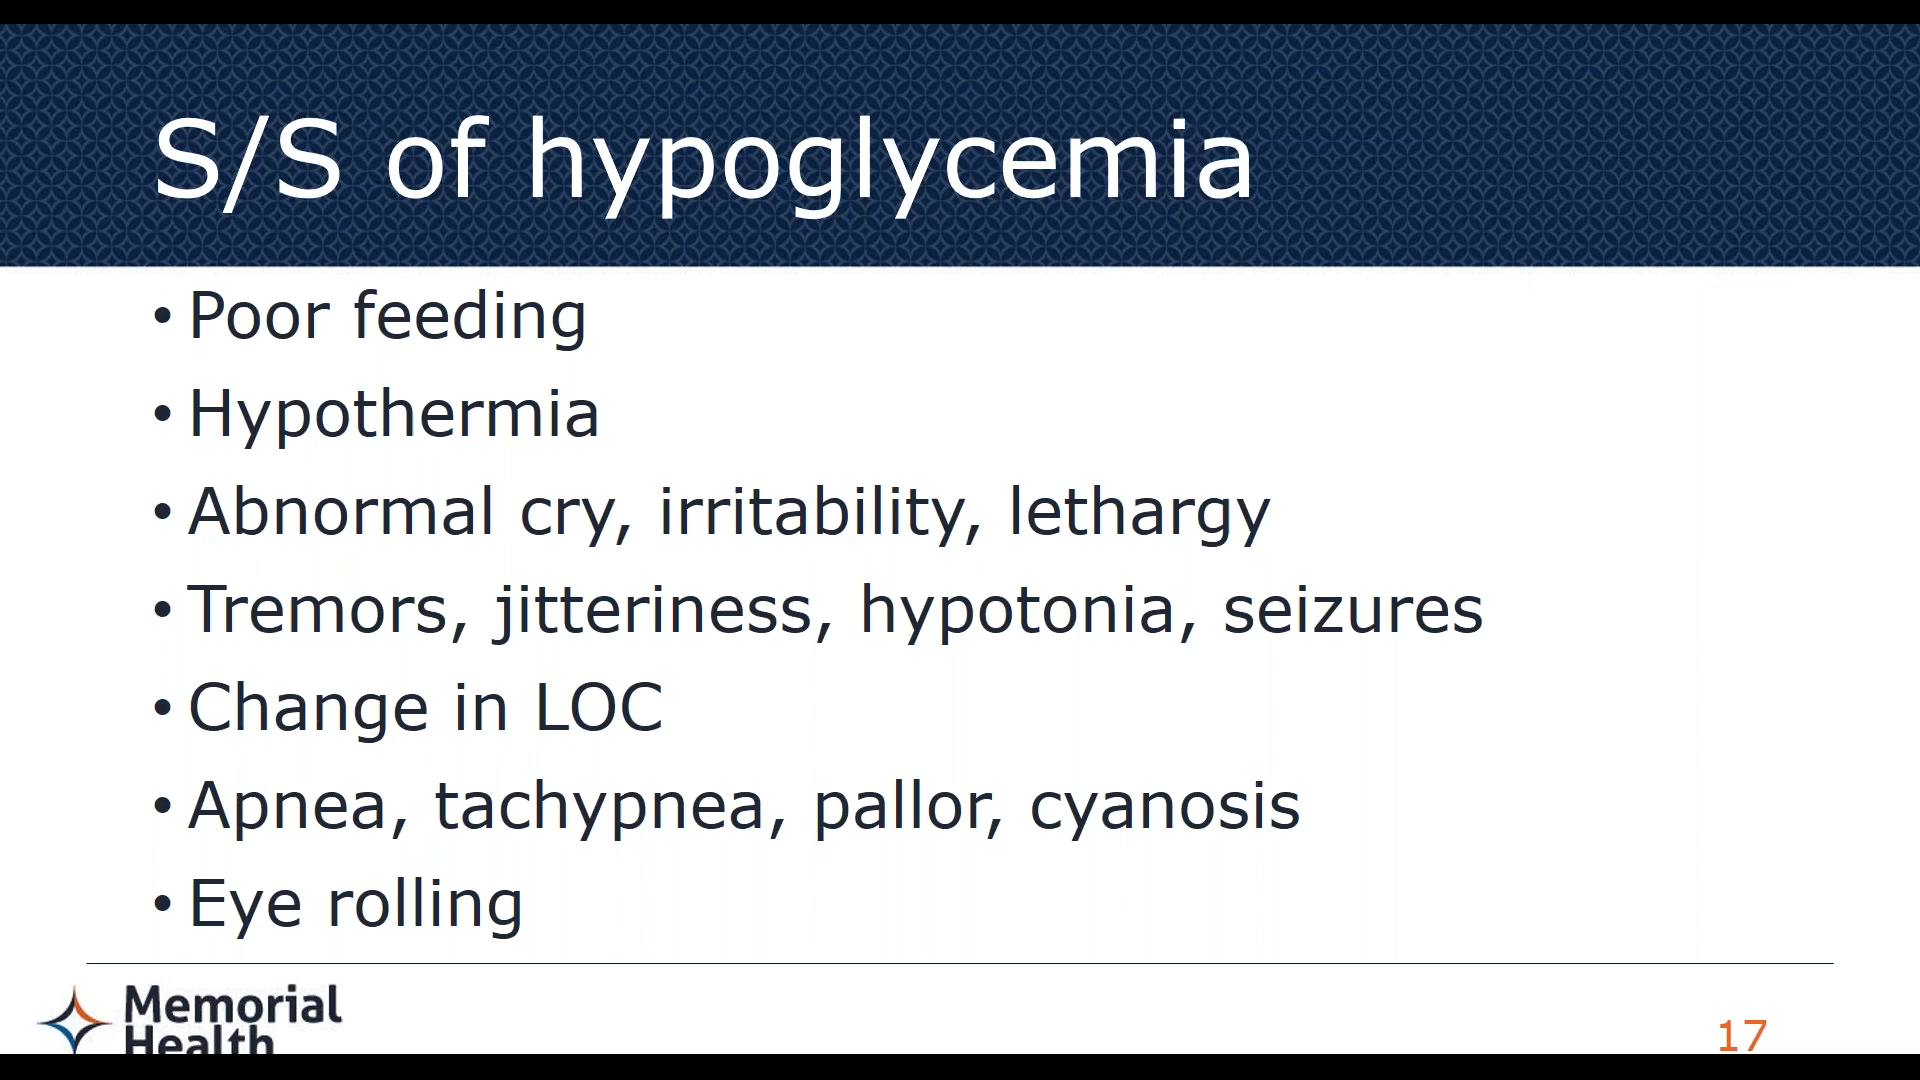 S/S of hypoglycemia
• Poor feeding
• Hypothermia
• Abnormal cry, irritability, lethargy
• Tremors, jitteriness, hypotonia, seizures
• Change in LOC
• Apnea, tachypnea, pallor, cyanosis
• Eye rolling
Memorial
Health
17